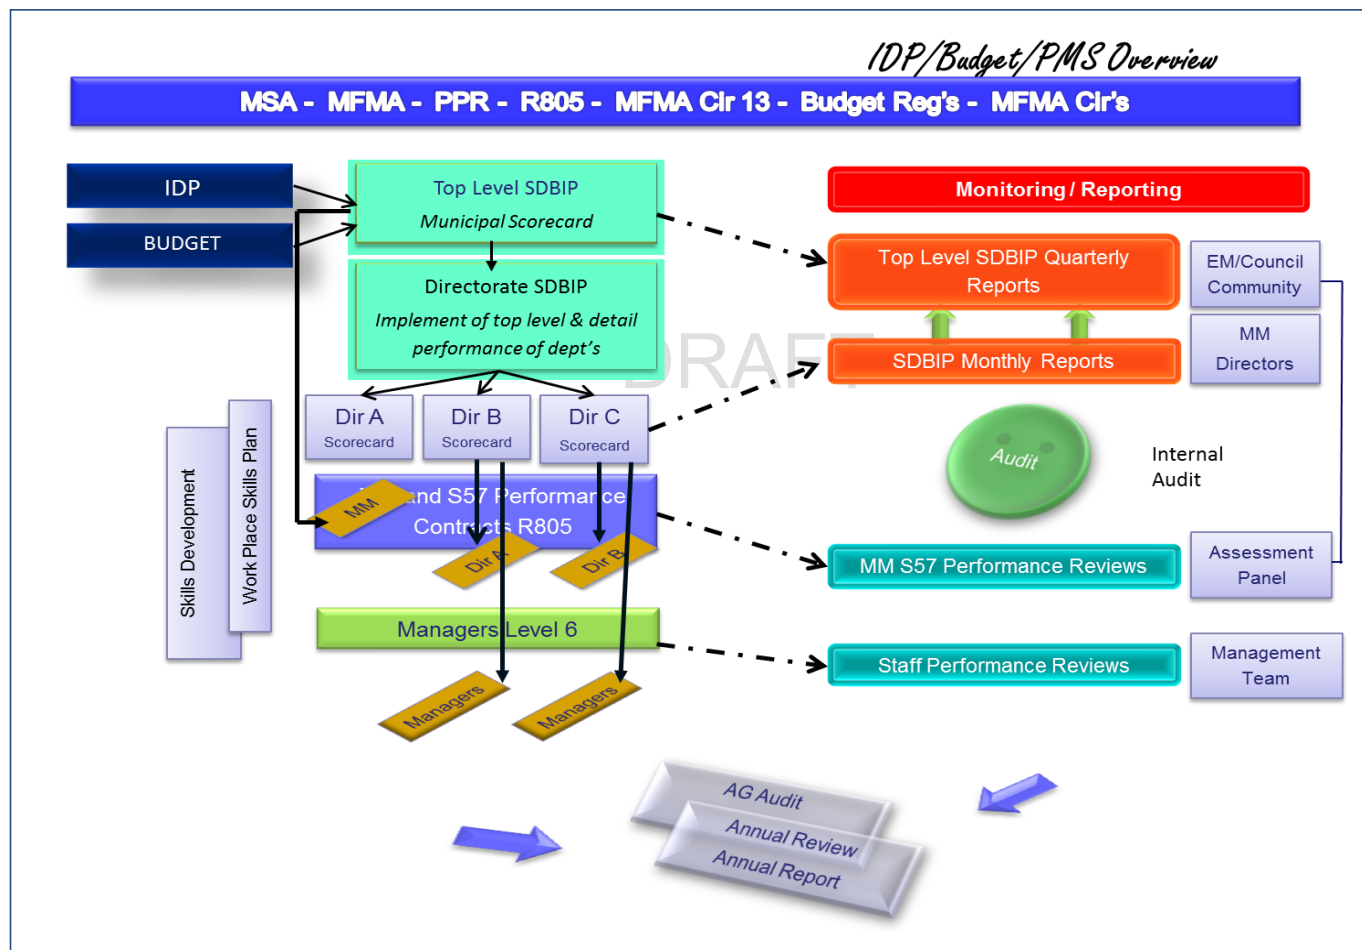 IDP/Budget/PMS Overview
MSA - MFMA - PPR - R805 - MFMA Cir 13 - Budget Reg's - MFMA Cir's
IDP
BUDGET
Top Level SDBIP
Municipal Scorecard
Directorate SDBIP
Implement of top level & detail
performance of dept's
DRAFT
Dir A
Scorecard
Dir B
Scorecard
Dir C
Scorecard
Skills Development
Work Place Skills Plan
and S57 Performance
Contracts R805
MM
Dir A
Dir B
Managers Level 6
Managers
Managers
Monitoring / Reporting
Top Level SDBIP Quarterly
Reports
EM/Council
Community
SDBIP Monthly Reports
MM
Directors
Audit
Internal
Audit
MM S57 Performance Reviews
Assessment
Panel
Staff Performance Reviews
Management
Team
AG Audit
Annual Review
Annual Report